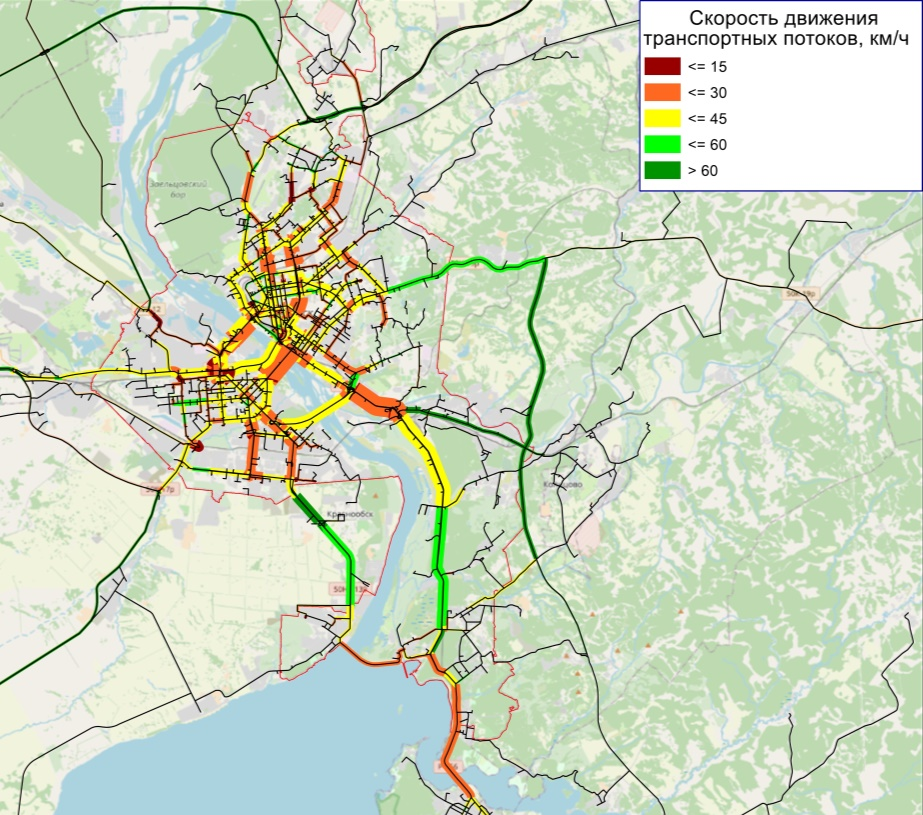 Скорость движения
транспортных потоков, км/ч
<= 15
<= 30
<= 45
<= 60
> 60
Заельцовский
бор
Краснообск